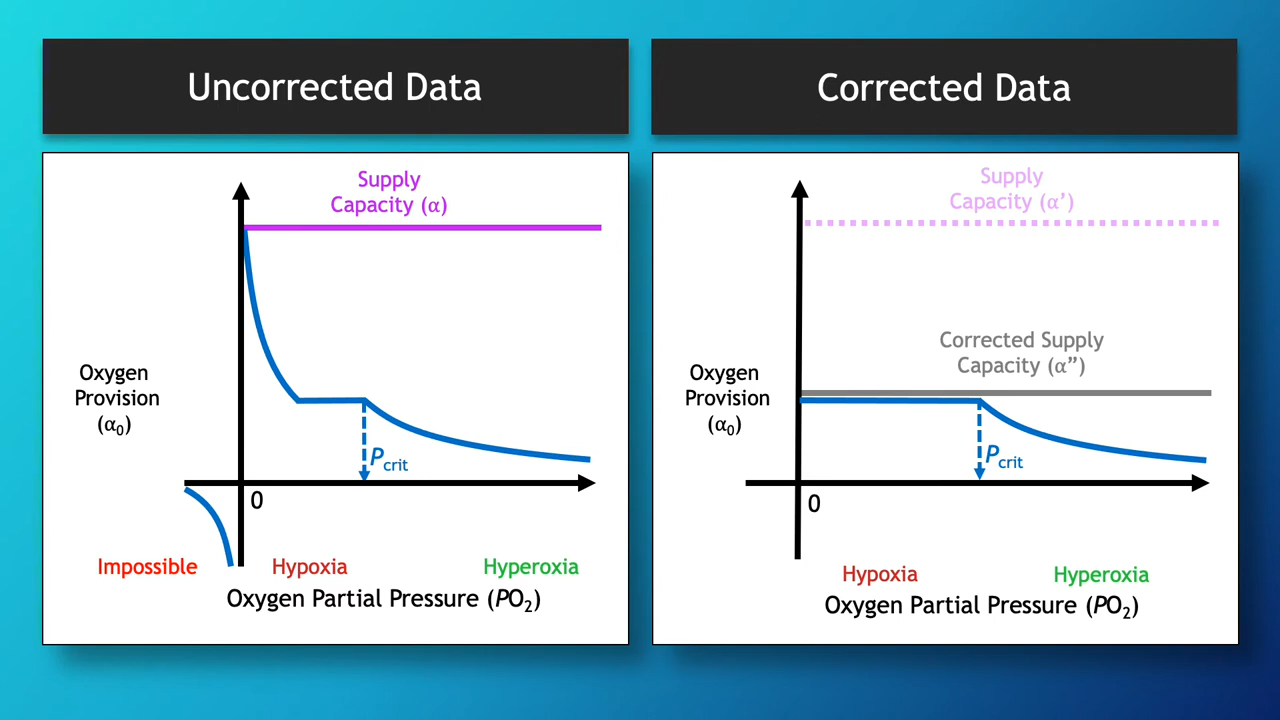 Uncorrected Data
Supply
Capacity (α)
Oxygen
Provision
(α₀)
Pcrit
0
Impossible
Hypoxia
Hyperoxia
Oxygen Partial Pressure (PO₂)
Corrected Data
Supply
Capacity (α’)
Corrected Supply
Capacity (α”)
Oxygen
Provision
(α₀)
Pcrit
0
Hypoxia
Hyperoxia
Oxygen Partial Pressure (PO₂)